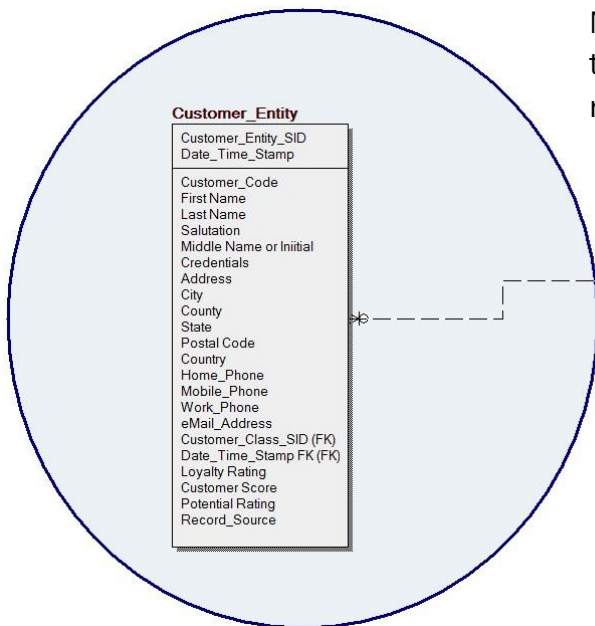 Customer_Entity
Customer_Entity_SID
Date_Time_Stamp
Customer_Code
First Name
Last Name
Salutation
Middle Name or Iniitial
Credentials
Address
City
County
State
Postal Code
Country
Home_Phone
Mobile_Phone
Work_Phone
eMail_Address
Customer_Class_SID (FK)
Date_Time_Stamp FK (FK)
Loyalty Rating
Customer Score
Potential Rating
Record_Source